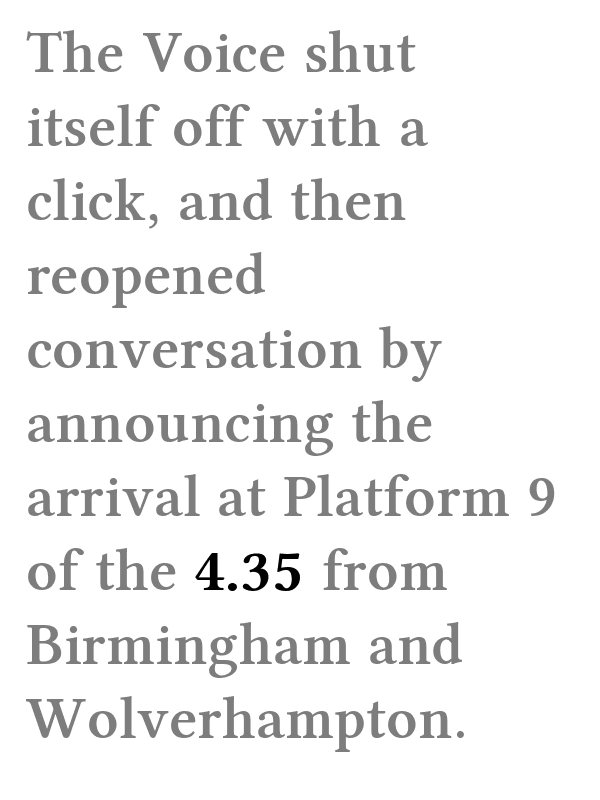 The Voice shut
itself off with a
click, and then
reopened
conversation by
announcing the
arrival at Platform 9
of the 4.35 from
Birmingham and
Wolverhampton.